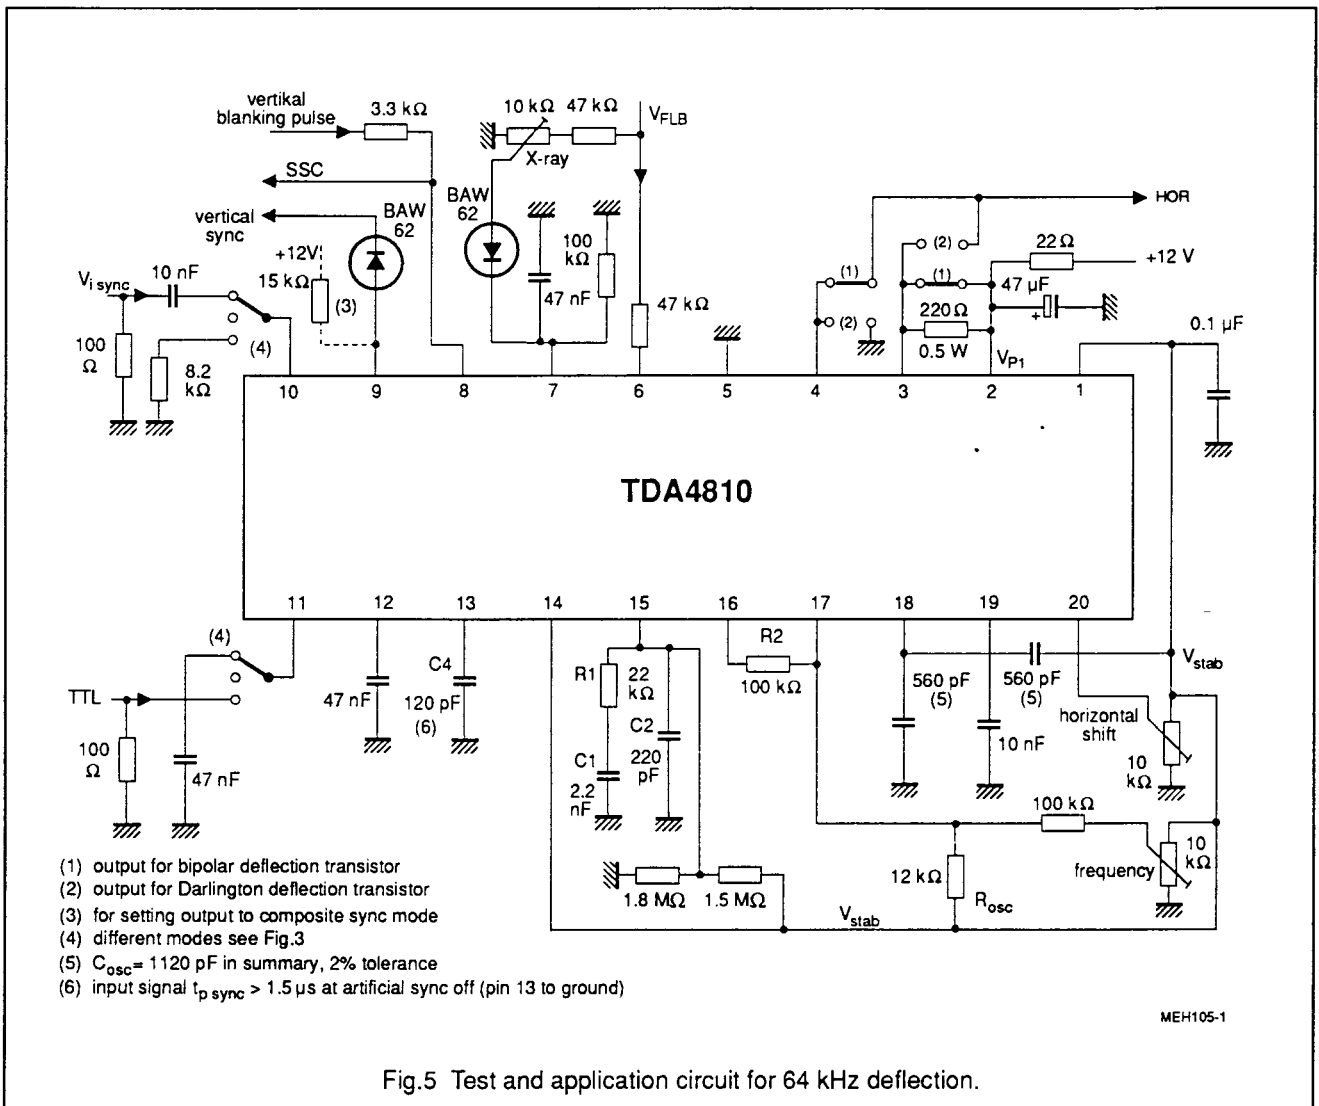 vertikal
blanking pulse
3.3 kΩ
SSC
vertical
sync
BAW
62
+12V
15 kΩ
(3)
V i sync
10 nF
100
Ω
8.2
kΩ
(4)
10 kΩ
47 kΩ
X-ray
VFLB
BAW
62
47 nF
100
kΩ
47 kΩ
HOR
(2)
(1)
(1)
(2)
22 Ω
+12 V
47 µF
+
220 Ω
0.5 W
VP1
0.1 µF
10
9
8
7
6
5
4
3
2
1
TDA4810
11
12
13
14
15
16
17
18
19
20
(4)
TTL
100
Ω
47 nF
47 nF
C4
120 pF
(6)
R1
22
kΩ
C2
220
pF
C1
2.2
nF
R2
100 kΩ
560 pF
(5)
560 pF
(5)
10 nF
Vstab
horizontal
shift
10
kΩ
100 kΩ
10
kΩ
frequency
12 kΩ
Rosc
1.8 MΩ
1.5 MΩ
Vstab
(1) output for bipolar deflection transistor
(2) output for Darlington deflection transistor
(3) for setting output to composite sync mode
(4) different modes see Fig.3
(5) Cosc= 1120 pF in summary, 2% tolerance
(6) input signal tp sync > 1.5 µs at artificial sync off (pin 13 to ground)
MEH105-1
Fig.5 Test and application circuit for 64 kHz deflection.